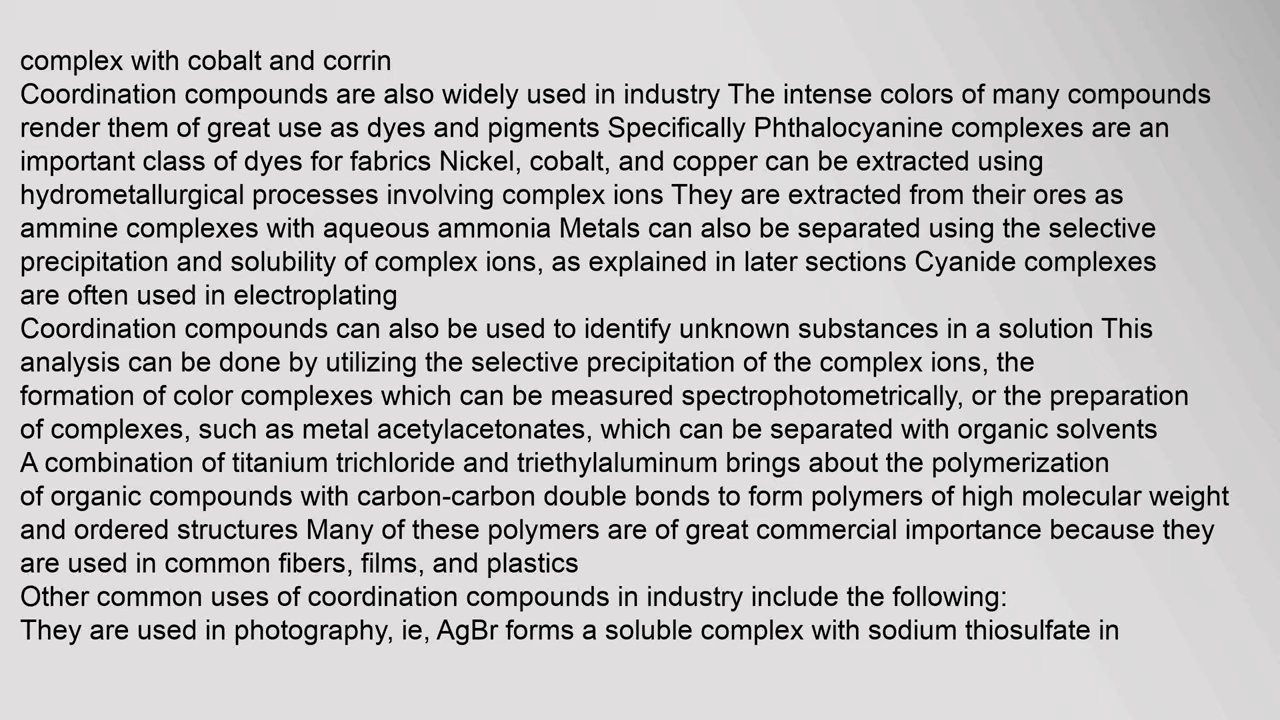 complex with cobalt and corrin
Coordination compounds are also widely used in industry The intense colors of many compounds
render them of great use as dyes and pigments Specifically Phthalocyanine complexes are an
important class of dyes for fabrics Nickel, cobalt, and copper can be extracted using
hydrometallurgical processes involving complex ions They are extracted from their ores as
ammine complexes with aqueous ammonia Metals can also be separated using the selective
precipitation and solubility of complex ions, as explained in later sections Cyanide complexes
are often used in electroplating
Coordination compounds can also be used to identify unknown substances in a solution This
analysis can be done by utilizing the selective precipitation of the complex ions, the
formation of color complexes which can be measured spectrophotometrically, or the preparation
of complexes, such as metal acetylacetonates, which can be separated with organic solvents
A combination of titanium trichloride and triethylaluminum brings about the polymerization
of organic compounds with carbon-carbon double bonds to form polymers of high molecular weight
and ordered structures Many of these polymers are of great commercial importance because they
are used in common fibers, films, and plastics
Other common uses of coordination compounds in industry include the following:
They are used in photography, ie, AgBr forms a soluble complex with sodium thiosulfate in